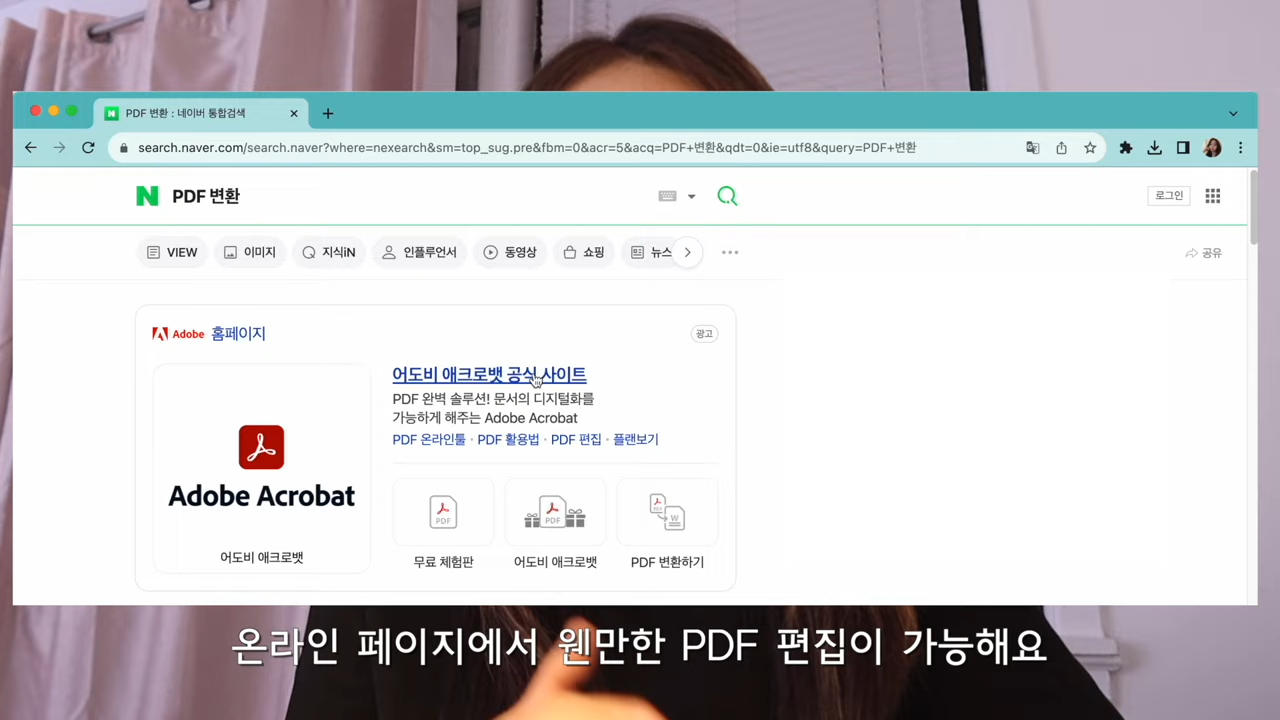 PDF 변환 : 네이버 통합검색
search.naver.com/search.naver?where=nexearch&sm=top_sug.pre&fbm=0&acr=5&acq=PDF+변환&qdt=0&ie=utf8&query=PDF+변환
N PDF 변환
로그인
VIEW 이미지 지식iN 인플루언서 동영상 쇼핑 뉴스
공유
Adobe 홈페이지
광고
어도비 애크로뱃 공식 사이트
PDF 완벽 솔루션! 문서의 디지털화를
가능하게 해주는 Adobe Acrobat
PDF 온라인툴 · PDF 활용법 · PDF 편집 · 플랜보기
Adobe Acrobat
어도비 애크로뱃
PDF
PDF
W
무료 체험판 어도비 애크로뱃 PDF 변환하기
온라인 페이지에서 웬만한 PDF 편집이 가능해요